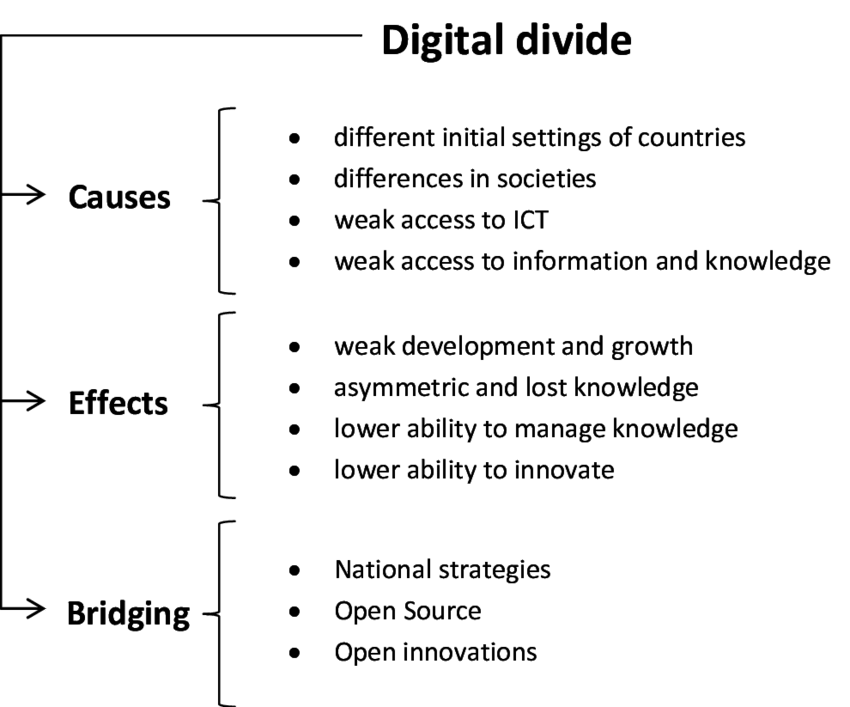 Digital divide
Causes
• different initial settings of countries
• differences in societies
• weak access to ICT
• weak access to information and knowledge
Effects
• weak development and growth
• asymmetric and lost knowledge
• lower ability to manage knowledge
• lower ability to innovate
Bridging
• National strategies
• Open Source
• Open innovations